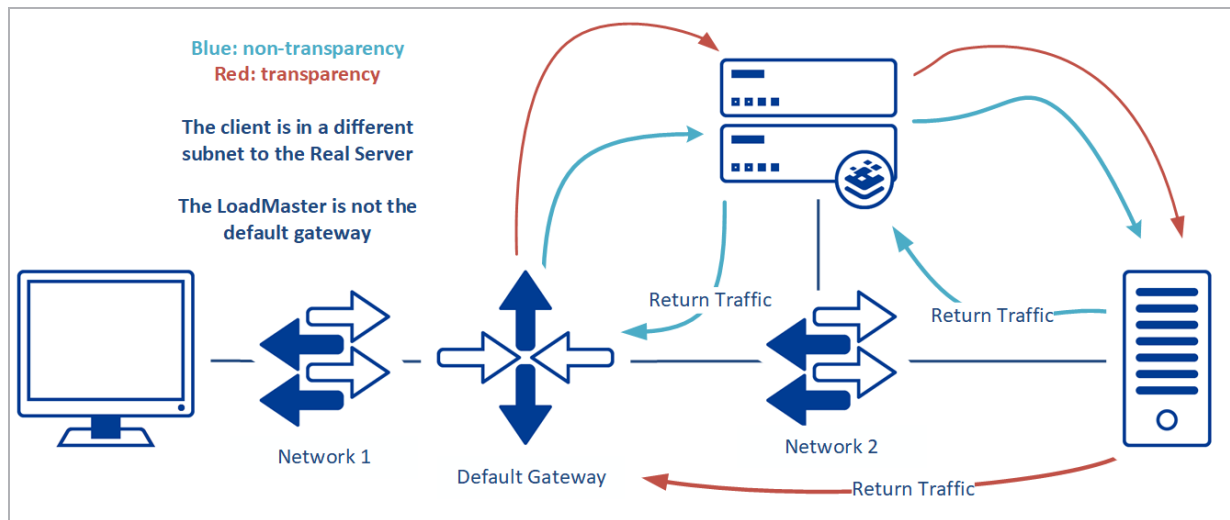 Blue: non-transparency
Red: transparency
The client is in a different
subnet to the Real Server
The LoadMaster is not the
default gateway
Return Traffic
Return Traffic
Network 1
Default Gateway
Network 2
Return Traffic